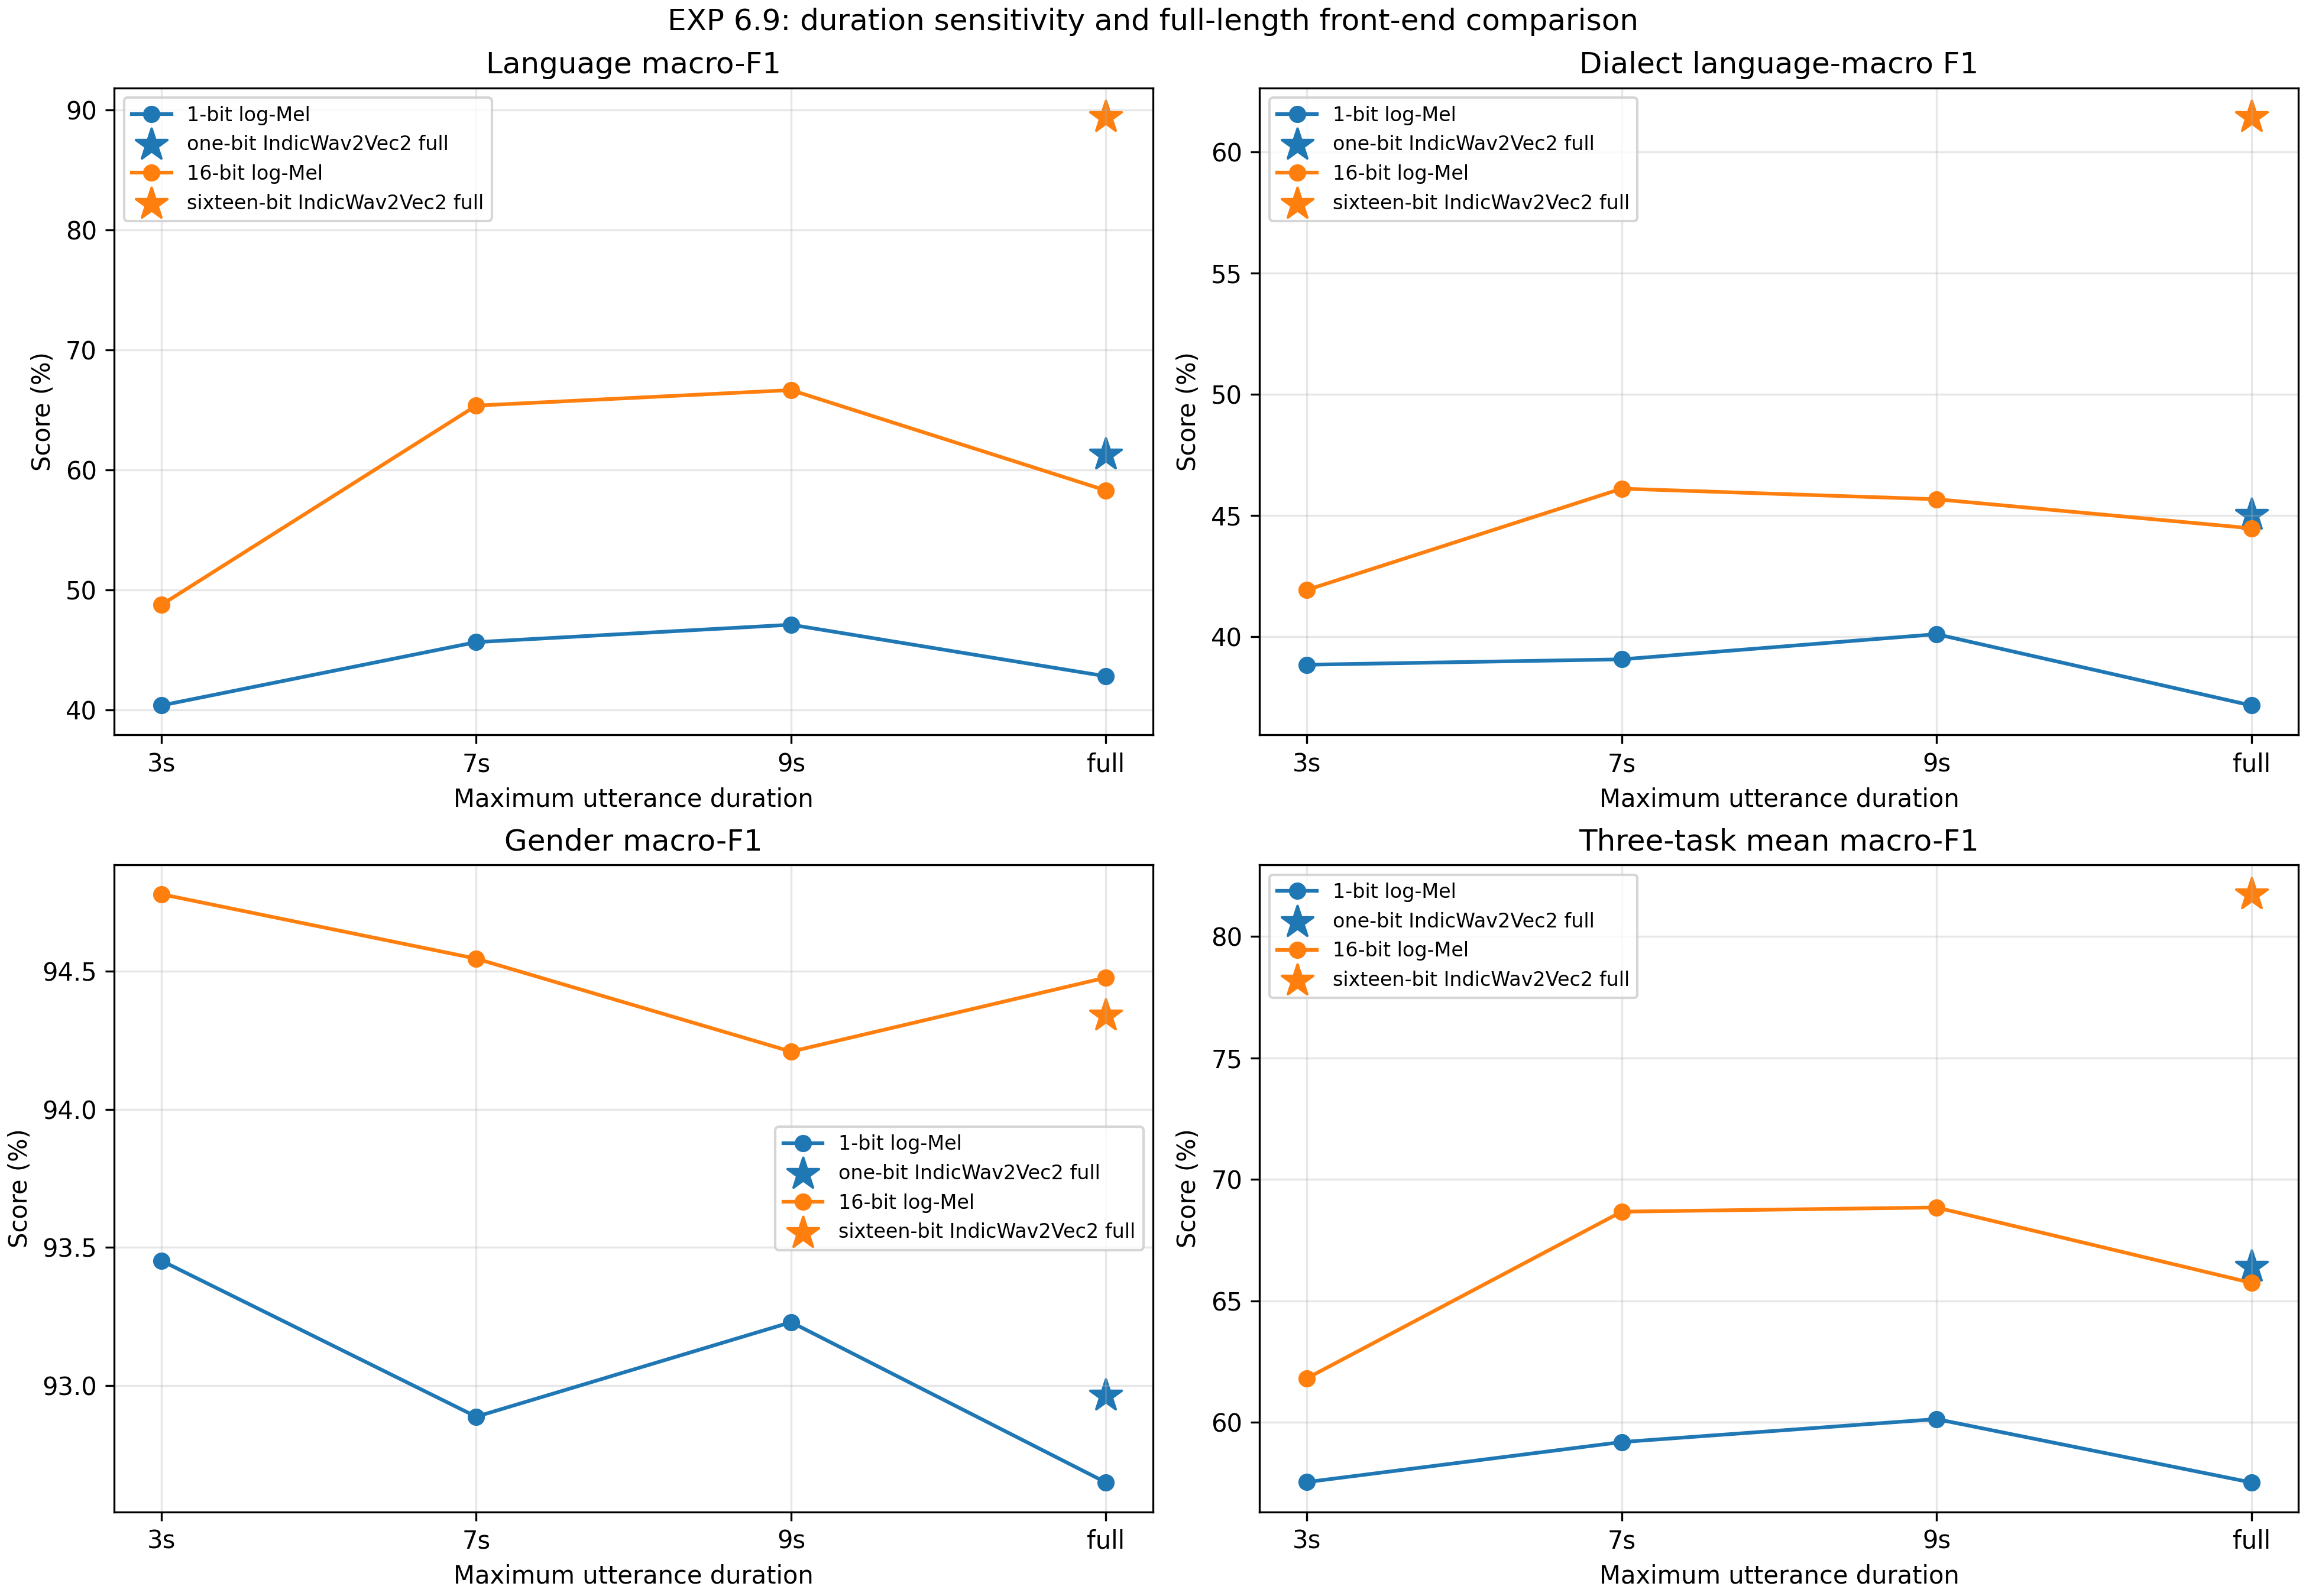 EXP 6.9: duration sensitivity and full-length front-end comparison
Language macro-F1
1-bit log-Mel
one-bit IndicWav2Vec2 full
16-bit log-Mel
sixteen-bit IndicWav2Vec2 full
90
80
70
60
50
40
Score (%)
3s 7s 9s full
Maximum utterance duration
Dialect language-macro F1
1-bit log-Mel
one-bit IndicWav2Vec2 full
16-bit log-Mel
sixteen-bit IndicWav2Vec2 full
60
55
50
45
40
Score (%)
3s 7s 9s full
Maximum utterance duration
Gender macro-F1
94.5
94.0
93.5
93.0
Score (%)
1-bit log-Mel
one-bit IndicWav2Vec2 full
16-bit log-Mel
sixteen-bit IndicWav2Vec2 full
3s 7s 9s full
Maximum utterance duration
Three-task mean macro-F1
1-bit log-Mel
one-bit IndicWav2Vec2 full
16-bit log-Mel
sixteen-bit IndicWav2Vec2 full
80
75
70
65
60
Score (%)
3s 7s 9s full
Maximum utterance duration